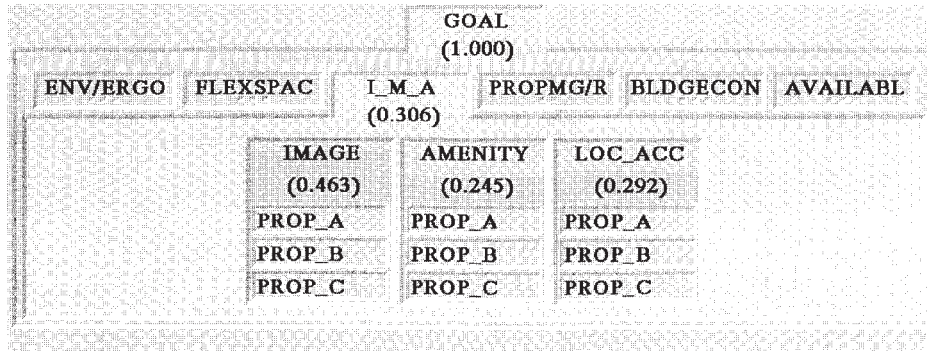 GOAL
(1.000)
ENV/ERGO FLEXSPAC I_M_A PROPMG/R BLDGECON AVAILABL
(0.306)
IMAGE AMENITY LOC_ACC
(0.463) (0.245) (0.292)
PROP_A PROP_A PROP_A
PROP_B PROP_B PROP_B
PROP_C PROP_C PROP_C